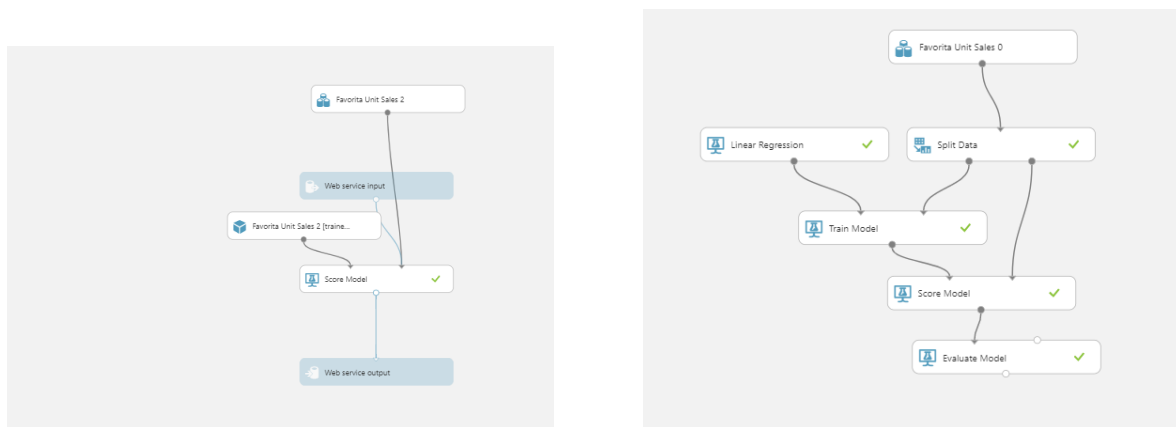 Favorita Unit Sales 2
Web service input
Favorita Unit Sales 2 [traine...
Score Model
Web service output
Favorita Unit Sales 0
Linear Regression
Split Data
Train Model
Score Model
Evaluate Model